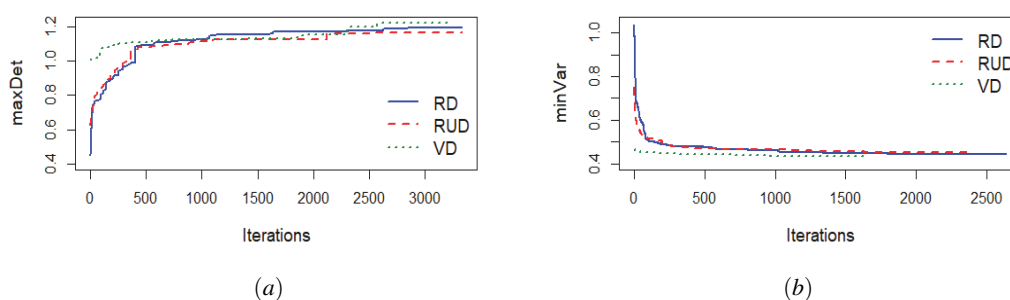 maxDet
0.4 0.6 0.8 1.0 1.2
RD
RUD
VD
0 500 1000 1500 2000 2500 3000
Iterations
(a)
minVar
0.4 0.6 0.8 1.0
RD
RUD
VD
0 500 1000 1500 2000 2500
Iterations
(b)